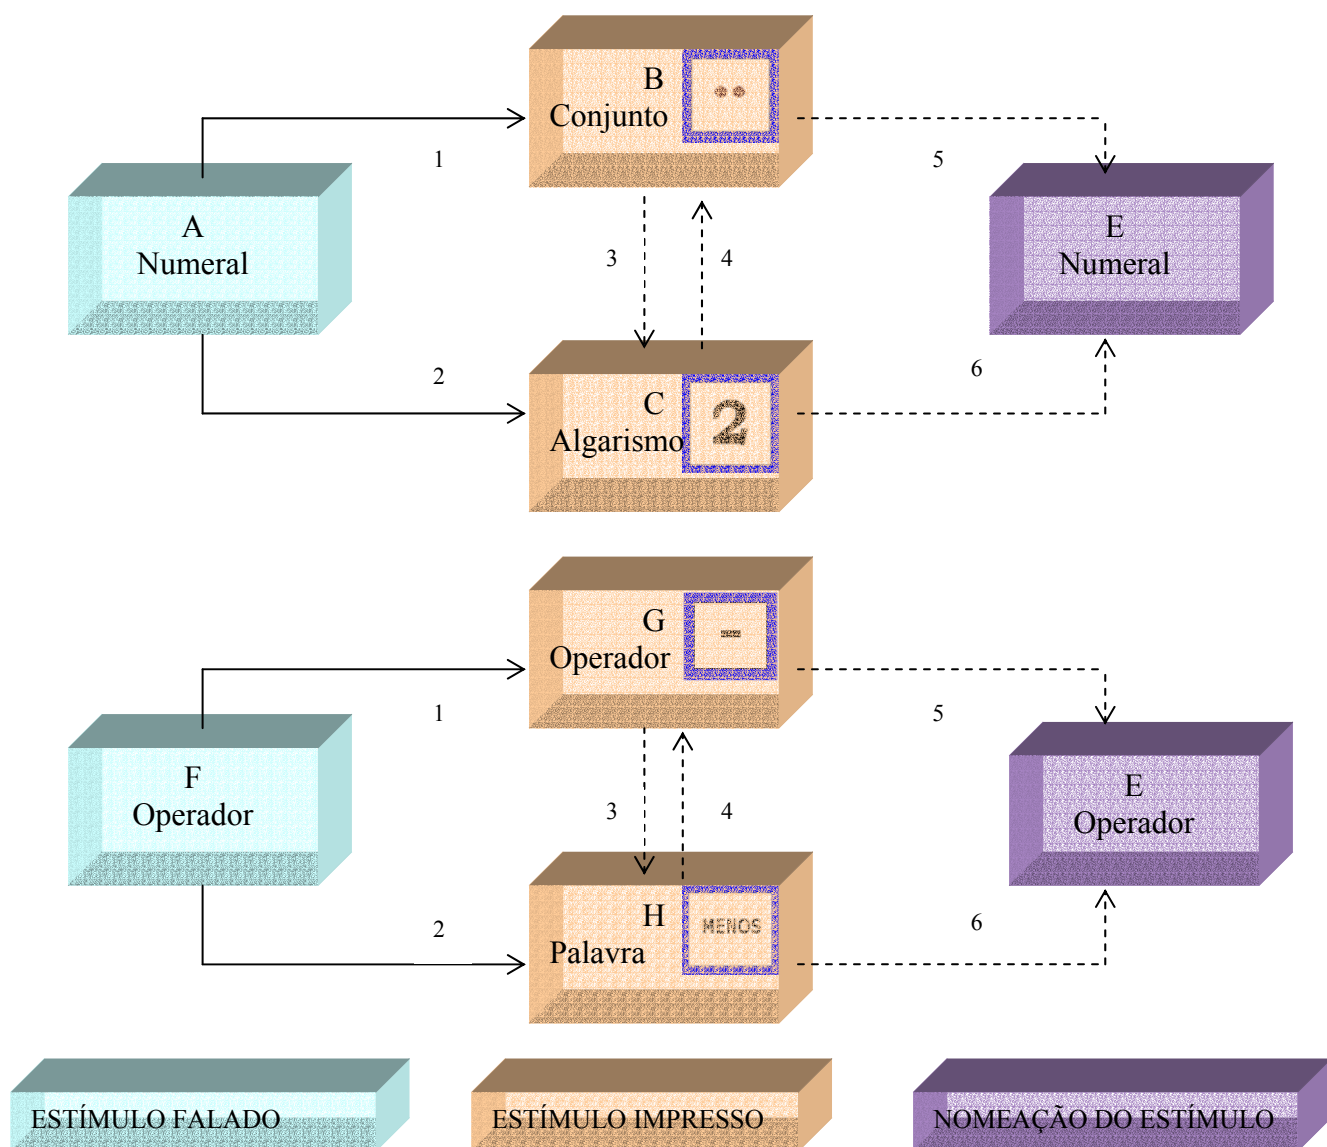 B
Conjunto
1
5
A
Numeral
3
4
E
Numeral
2
6
C
Algarismo
2
G
Operador
-
1
5
F
Operador
3
4
E
Operador
2
6
H
Palavra
MENOS
ESTÍMULO FALADO
ESTÍMULO IMPRESSO
NOMEAÇÃO DO ESTÍMULO